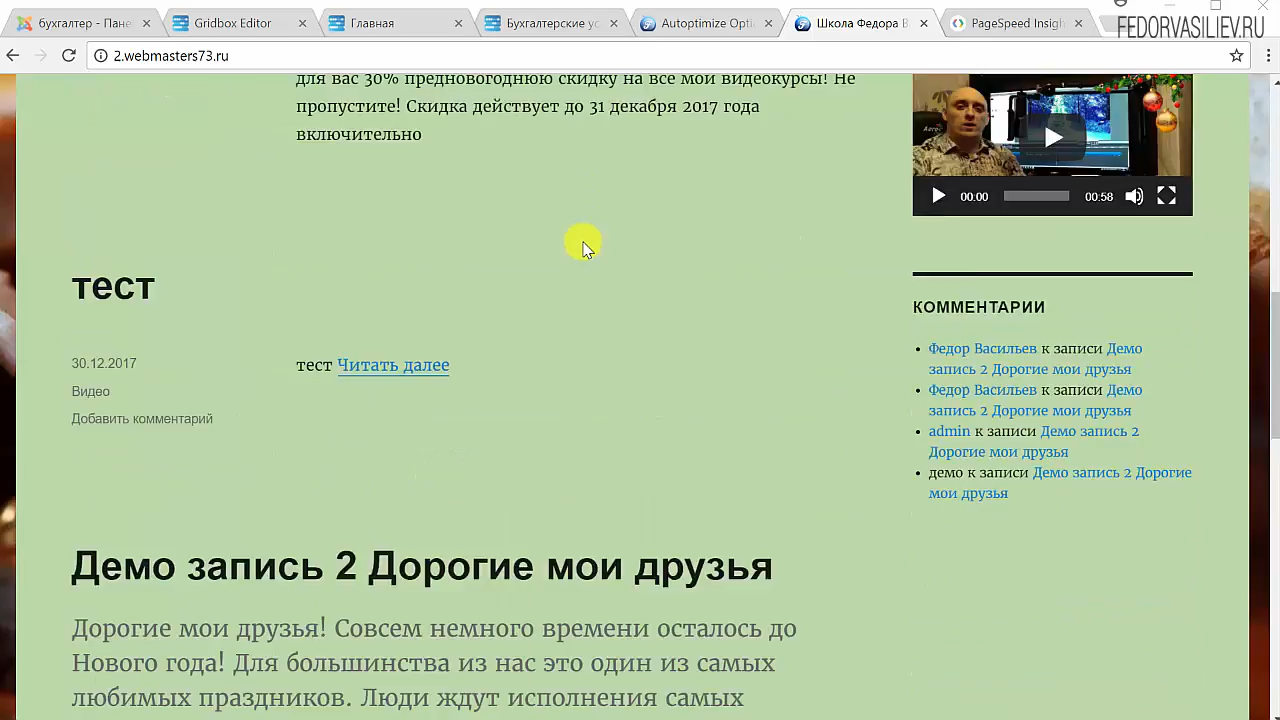 бухгалтер - Пане
Gridbox Editor
Главная
Бухгалтерские ус
Autoptimize Opti
Школа Федора В
PageSpeed Insigh
FEDORVASILIEV.RU
2.webmasters73.ru
для вас 30% предновогоднюю скидку на все мои видеокурсы! Не
пропустите! Скидка действует до 31 декабря 2017 года
включительно
00:00
00:58
тест
30.12.2017
тест Читать далее
Видео
Добавить комментарий
КОММЕНТАРИИ
Федор Васильев к записи Демо
запись 2 Дорогие мои друзья
Федор Васильев к записи Демо
запись 2 Дорогие мои друзья
admin к записи Демо запись 2
Дорогие мои друзья
демо к записи Демо запись 2 Дорогие
мои друзья
Демо запись 2 Дорогие мои друзья
Дорогие мои друзья! Совсем немного времени осталось до
Нового года! Для большинства из нас это один из самых
любимых праздников. Люди ждут исполнения самых